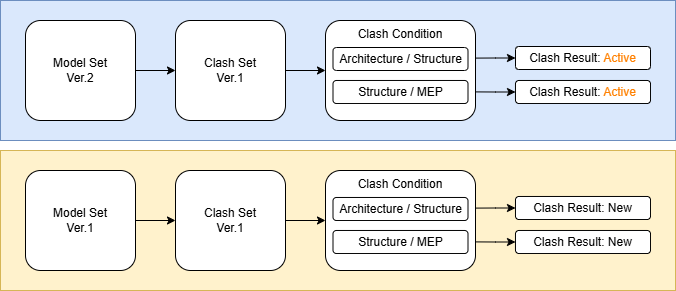 Model Set
Ver.2
Clash Set
Ver.1
Clash Condition
Architecture / Structure
Structure / MEP
Clash Result: Active
Clash Result: Active
Model Set
Ver.1
Clash Set
Ver.1
Clash Condition
Architecture / Structure
Structure / MEP
Clash Result: New
Clash Result: New